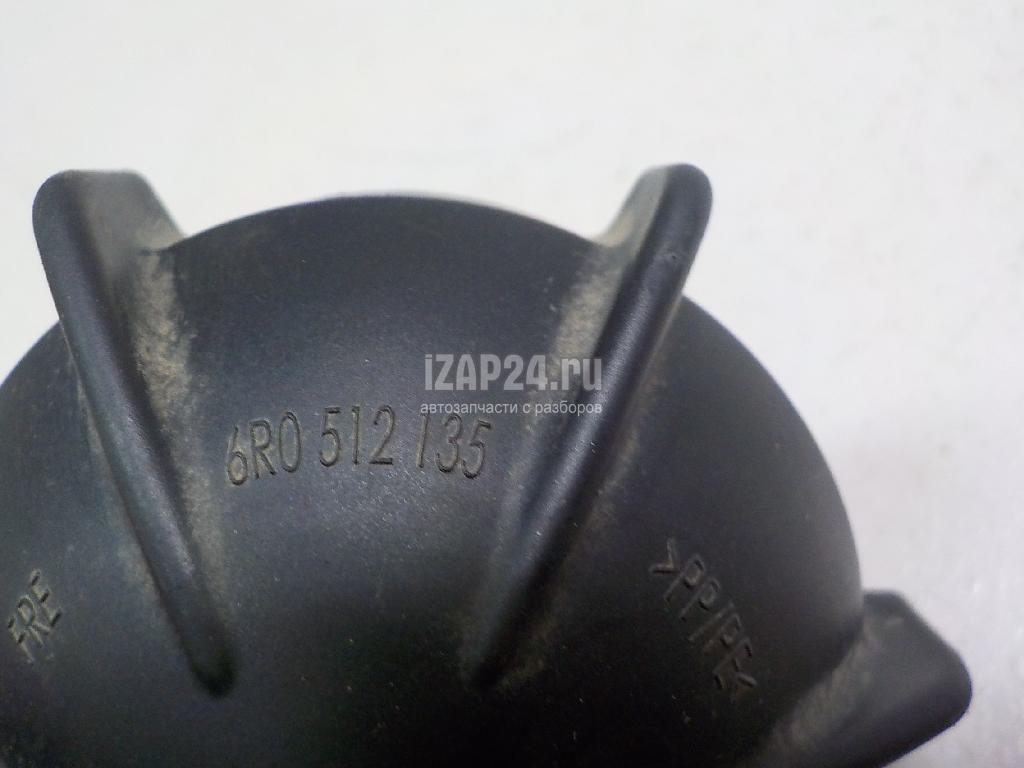 iZAP24.ru
автозапчасти с разборов
6R0 512 135
>PP/PE<
FRE